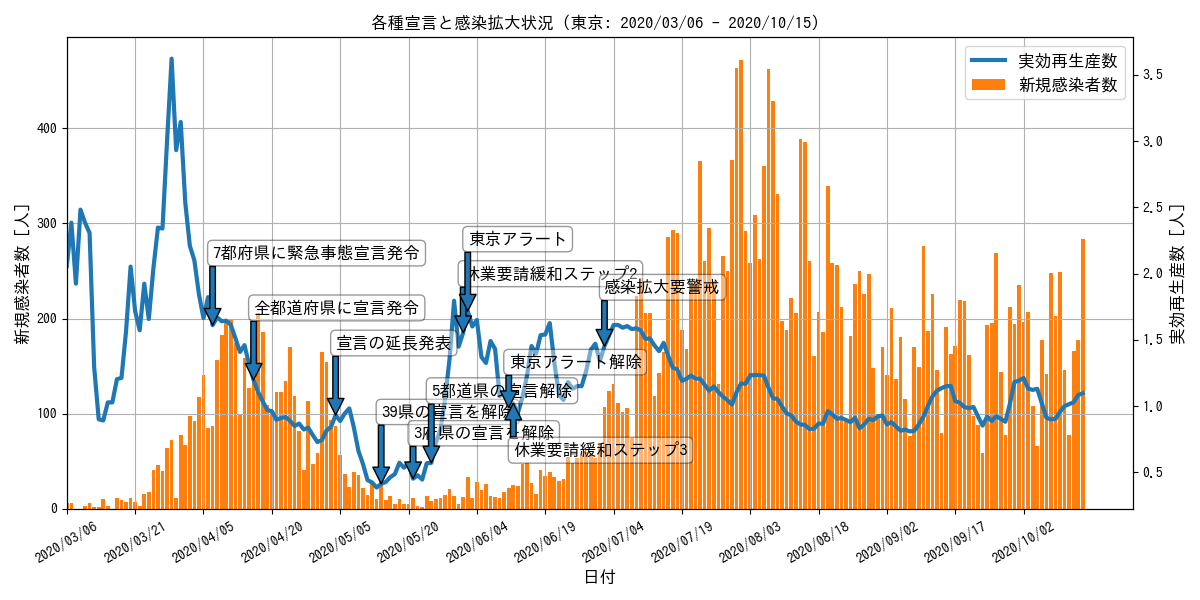 各種宣言と感染拡大状況 (東京: 2020/03/06 - 2020/10/15)
実効再生産数
新規感染者数
新規感染者数 [人]
400
300
200
100
0
3.5
3.0
2.5
2.0
1.5
1.0
0.5
実効再生産数 [人]
東京アラート
7都府県に緊急事態宣言発令
休業要請緩和ステップ2
感染拡大要警戒
全都道府県に宣言発令
宣言の延長発表
東京アラート解除
5都道県の宣言解除
39県の宣言を解除
3府県の宣言を解除
休業要請緩和ステップ3
2020/03/06
2020/03/21
2020/04/05
2020/04/20
2020/05/05
2020/05/20
2020/06/04
2020/06/19
2020/07/04
2020/07/19
2020/08/03
2020/08/18
2020/09/02
2020/09/17
2020/10/02
日付